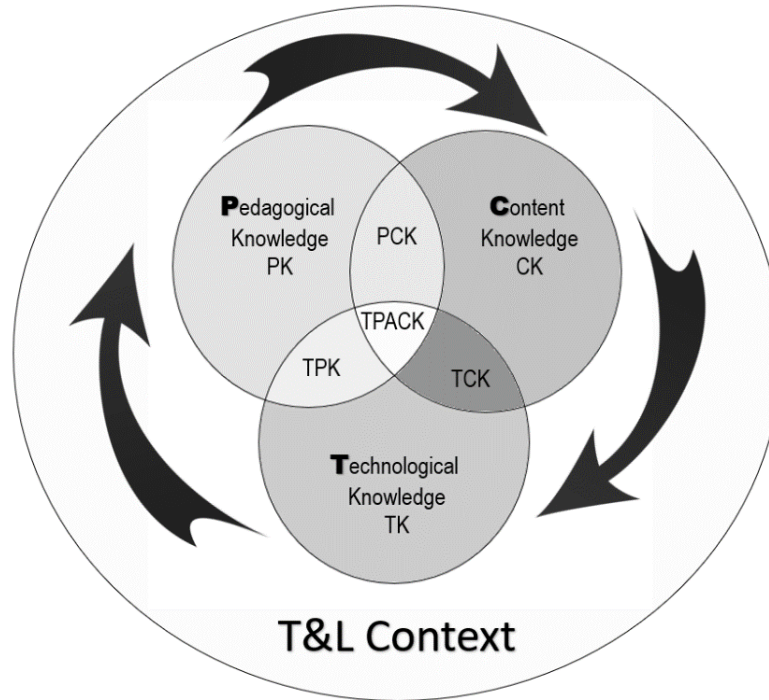 Pedagogical
Knowledge
PK
PCK
Content
Knowledge
CK
TPACK
TPK
TCK
Technological
Knowledge
TK
T&L Context